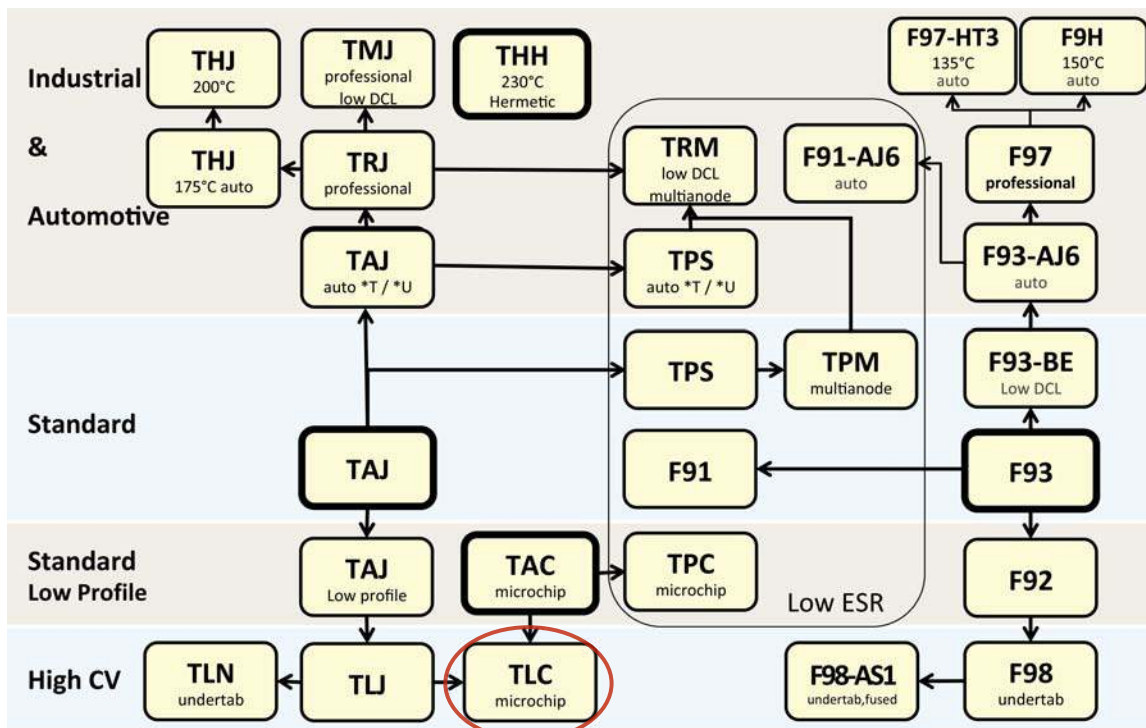 Industrial
&
Automotive
THJ
200°C
TMJ
professional
low DCL
THH
230°C
Hermetic
F97-HT3
135°C
auto
F9H
150°C
auto
THJ
175°C auto
TRJ
professional
TRM
low DCL
multianode
F91-AJ6
auto
F97
professional
TAJ
auto *T / *U
TPS
auto *T / *U
F93-AJ6
auto
Standard
TPS
TPM
multianode
F93-BE
Low DCL
TAJ
F91
F93
Standard
Low Profile
TAJ
Low profile
TAC
microchip
TPC
microchip
Low ESR
F92
High CV
TLN
undertab
TLJ
TLC
microchip
F98-AS1
undertab,fused
F98
undertab